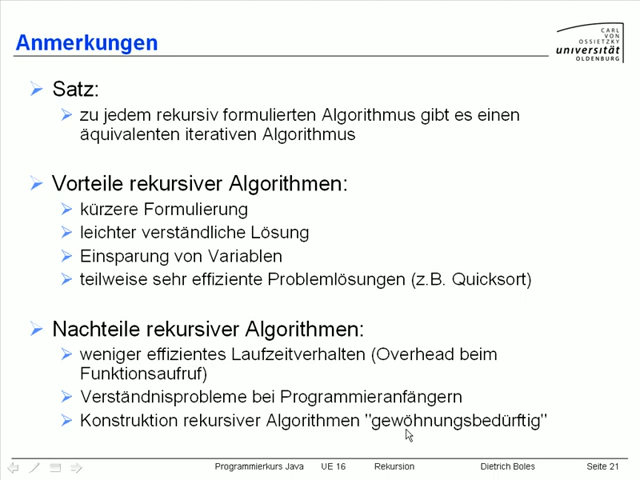 Anmerkungen
CARL
VON
OSSIETZKY
universität
OLDENBURG
Satz:
zu jedem rekursiv formulierten Algorithmus gibt es einen
äquivalenten iterativen Algorithmus
Vorteile rekursiver Algorithmen:
kürzere Formulierung
leichter verständliche Lösung
Einsparung von Variablen
teilweise sehr effiziente Problemlösungen (z.B. Quicksort)
Nachteile rekursiver Algorithmen:
weniger effizientes Laufzeitverhalten (Overhead beim
Funktionsaufruf)
Verständnisprobleme bei Programmieranfängern
Konstruktion rekursiver Algorithmen "gewöhnungsbedürftig"
Programmierkurs Java UE 16 Rekursion Dietrich Boles Seite 21